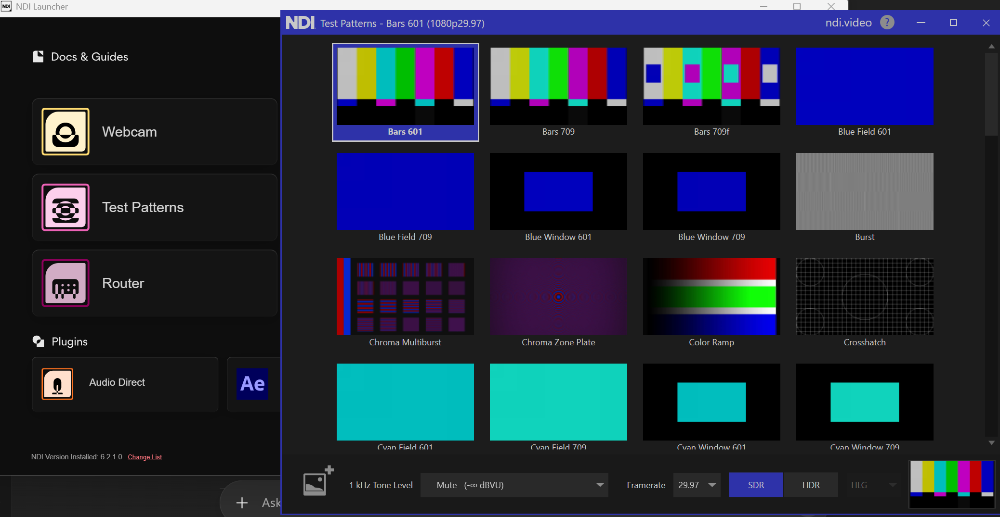 NDI NDI Launcher
Docs & Guides
Webcam
Test Patterns
Router
Plugins
Audio Direct
Ae
NDI Version Installed: 6.2.1.0 Change List
Ask
NDI Test Patterns - Bars 601 (1080p29.97)
ndi.video ?
Bars 601
Bars 709
Bars 709f
Blue Field 601
Blue Field 709
Blue Window 601
Blue Window 709
Burst
Chroma Multiburst
Chroma Zone Plate
Color Ramp
Crosshatch
Cyan Field 601
Cyan Field 709
Cyan Window 601
Cyan Window 709
1 kHz Tone Level
Mute (-∞ dBVU)
Framerate
29.97
SDR
HDR
HLG